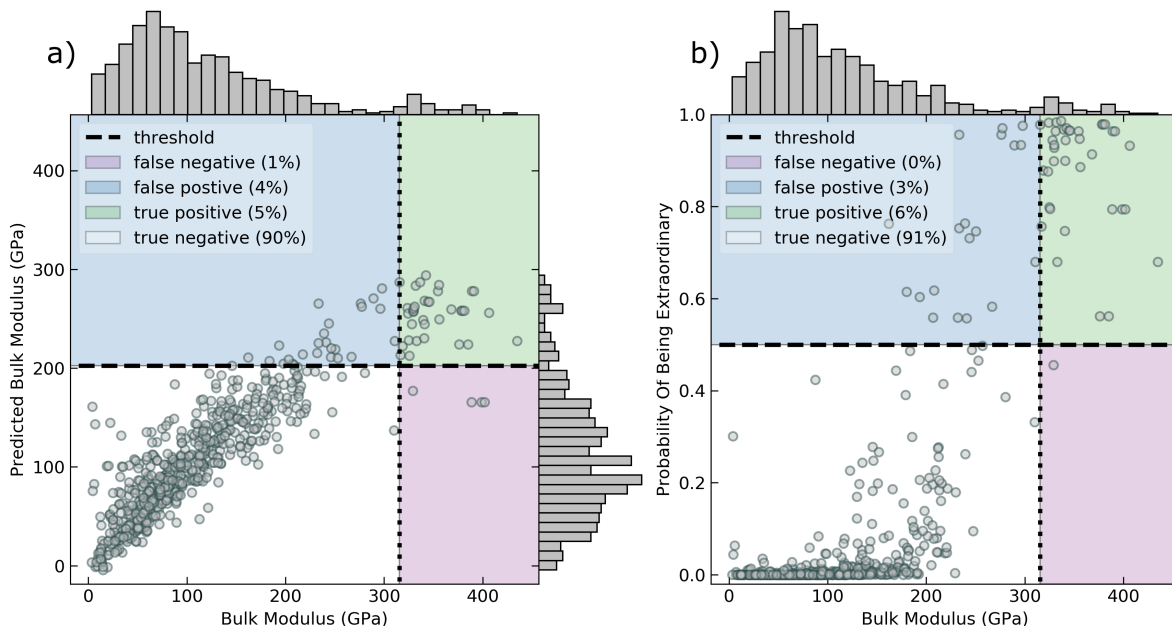 a)
threshold
false negative (1%)
false postive (4%)
true positive (5%)
true negative (90%)
Predicted Bulk Modulus (GPa)
400
300
200
100
0
0 100 200 300 400
Bulk Modulus (GPa)
b)
threshold
false negative (0%)
false postive (3%)
true positive (6%)
true negative (91%)
Probability Of Being Extraordinary
1.0
0.8
0.6
0.4
0.2
0.0
0 100 200 300 400
Bulk Modulus (GPa)